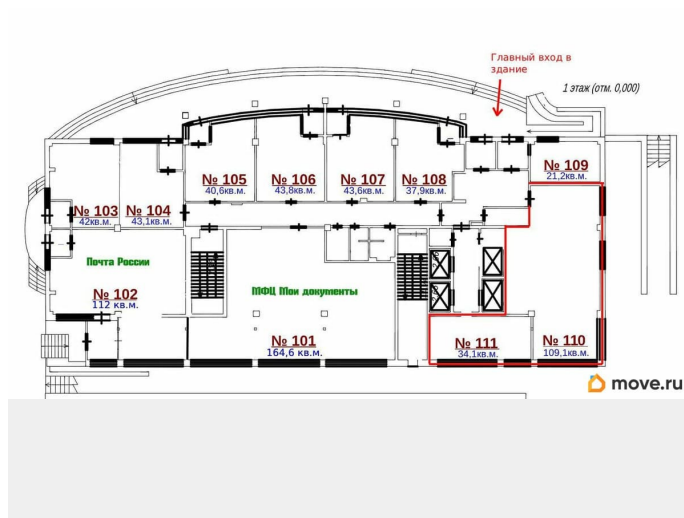 Главный вход в
здание
1 этаж (отм. 0,000)
№ 105
40,6кв.м.
№ 106
43,8кв.м.
№ 107
43,6кв.м.
№ 108
37,9кв.м.
№ 109
21,2кв.м.
№ 103
42кв.м.
№ 104
43,1кв.м.
Почта России
№ 102
112 кв.м.
МФЦ Мои документы
№ 101
164,6 кв.м.
№ 111
34,1кв.м.
№ 110
109,1кв.м.
move.ru